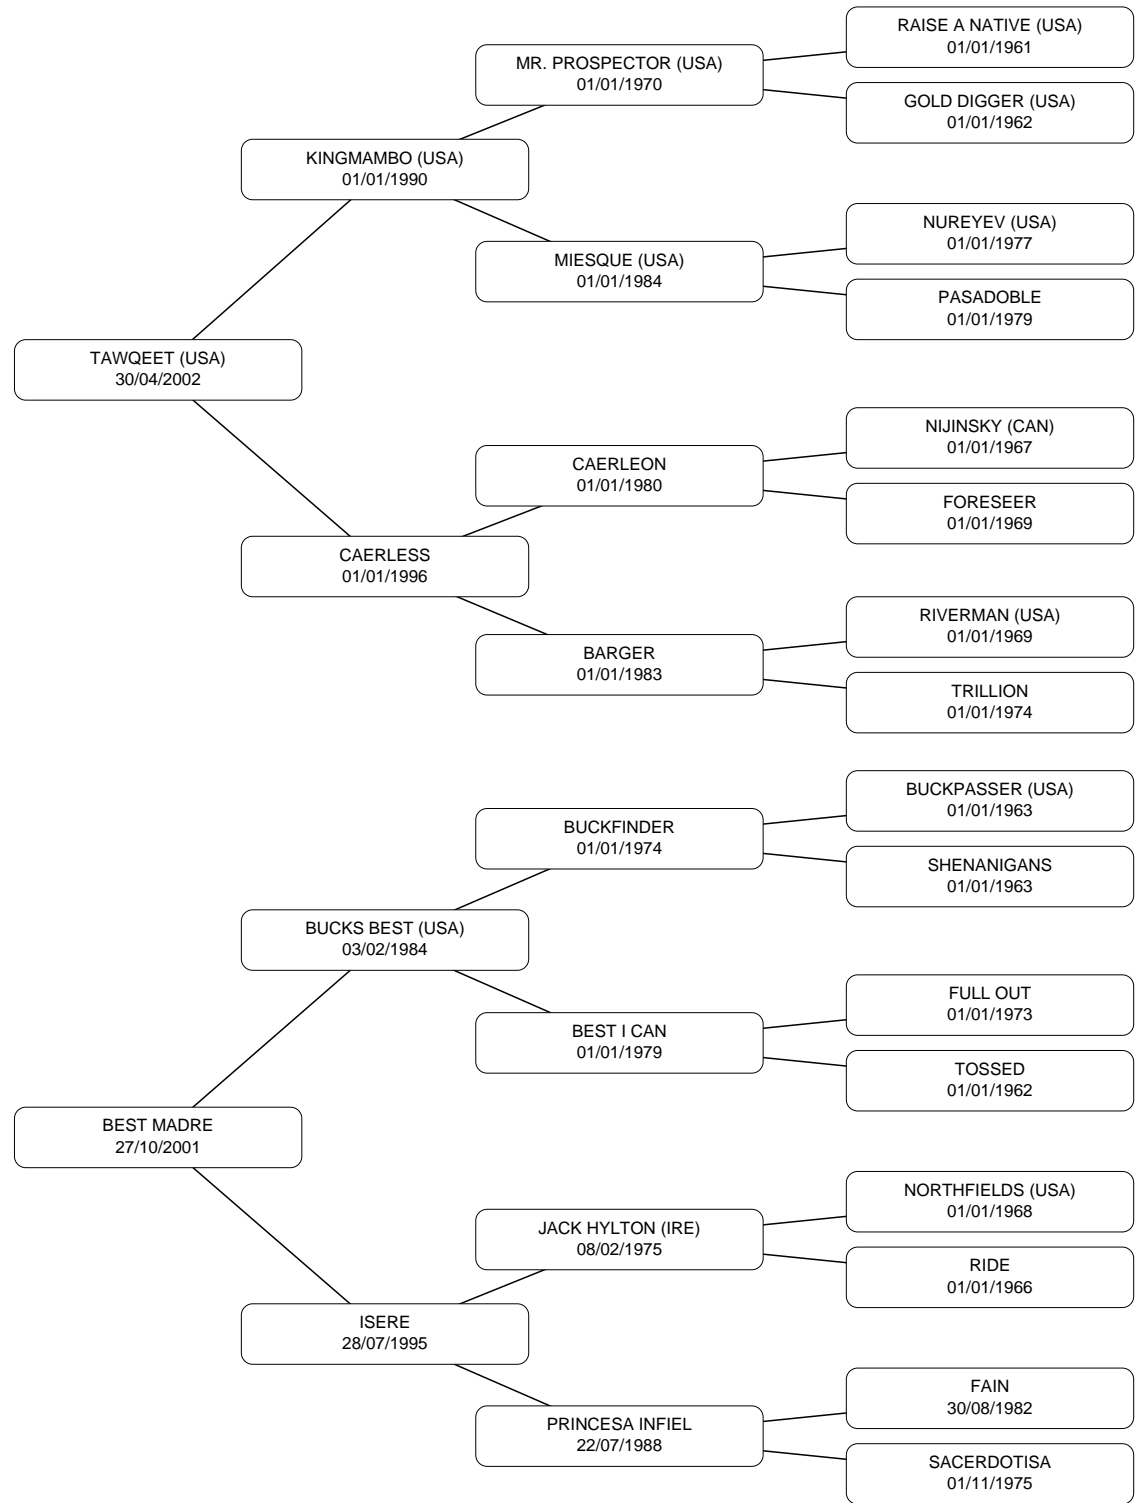 RAISE A NATIVE (USA)
01/01/1961
MR. PROSPECTOR (USA)
01/01/1970
GOLD DIGGER (USA)
01/01/1962
KINGMAMBO (USA)
01/01/1990
NUREYEV (USA)
01/01/1977
MIESQUE (USA)
01/01/1984
PASADOBLE
01/01/1979
TAWQEET (USA)
30/04/2002
NIJINSKY (CAN)
01/01/1967
CAERLEON
01/01/1980
FORESEER
01/01/1969
CAERLESS
01/01/1996
RIVERMAN (USA)
01/01/1969
BARGER
01/01/1983
TRILLION
01/01/1974
BUCKPASSER (USA)
01/01/1963
BUCKFINDER
01/01/1974
SHENANIGANS
01/01/1963
BUCKS BEST (USA)
03/02/1984
FULL OUT
01/01/1973
BEST I CAN
01/01/1979
TOSSED
01/01/1962
BEST MADRE
27/10/2001
NORTHFIELDS (USA)
01/01/1968
JACK HYLTON (IRE)
08/02/1975
RIDE
01/01/1966
ISERE
28/07/1995
FAIN
30/08/1982
PRINCESA INFIEL
22/07/1988
SACERDOTISA
01/11/1975